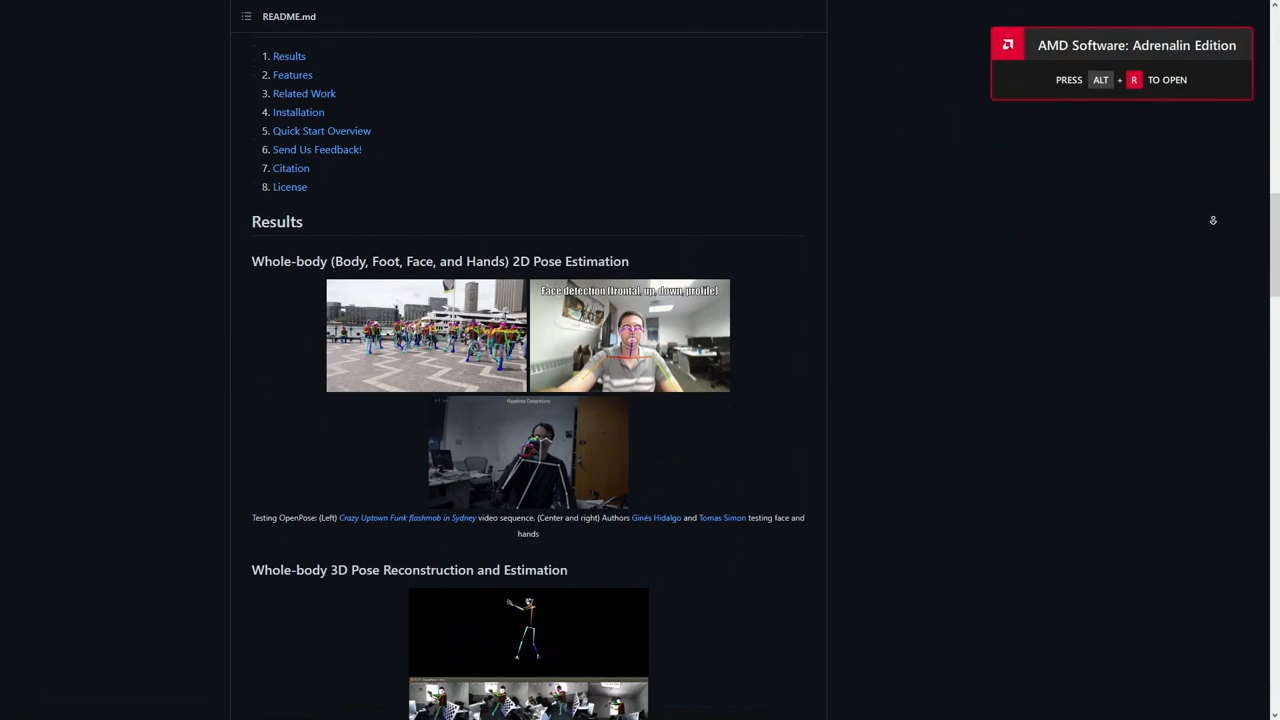 README.md
AMD Software: Adrenalin Edition
PRESS ALT + R TO OPEN
1. Results
2. Features
3. Related Work
4. Installation
5. Quick Start Overview
6. Send Us Feedback!
7. Citation
8. License
Results
Whole-body (Body, Foot, Face, and Hands) 2D Pose Estimation
Face detection (frontal, up, down, profile)
Realtime Detections
Testing OpenPose: (Left) Crazy Uptown Funk flashmob in Sydney video sequence. (Center and right) Authors Ginés Hidalgo and Tomas Simon testing face and
hands
Whole-body 3D Pose Reconstruction and Estimation